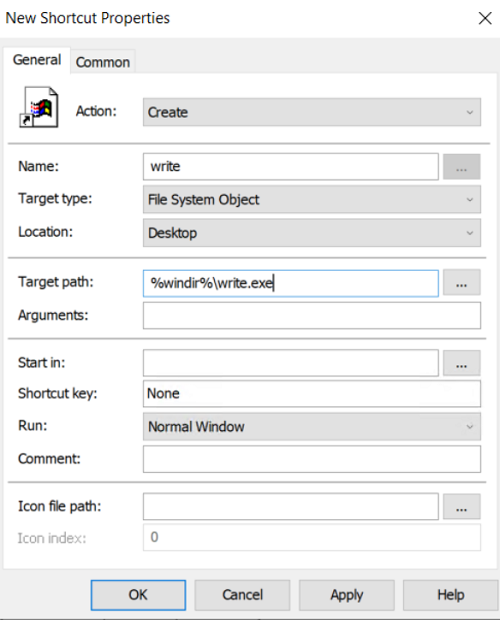 New Shortcut Properties
General Common
Action: Create
Name: write ...
Target type: File System Object
Location: Desktop
Target path: %windir%\write.exe ...
Arguments:
Start in: ...
Shortcut key: None
Run: Normal Window
Comment:
Icon file path: ...
Icon index: 0
OK Cancel Apply Help